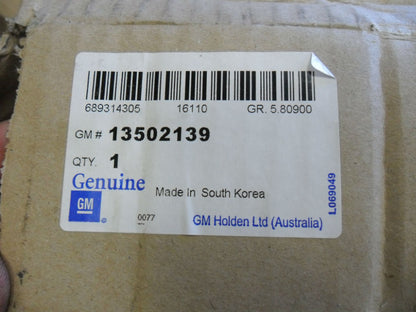 689314305 16110 GR. 5.80900
GM # 13502139
QTY. 1
Genuine
Made In South Korea
GM
0077
GM Holden Ltd (Australia)
L069049